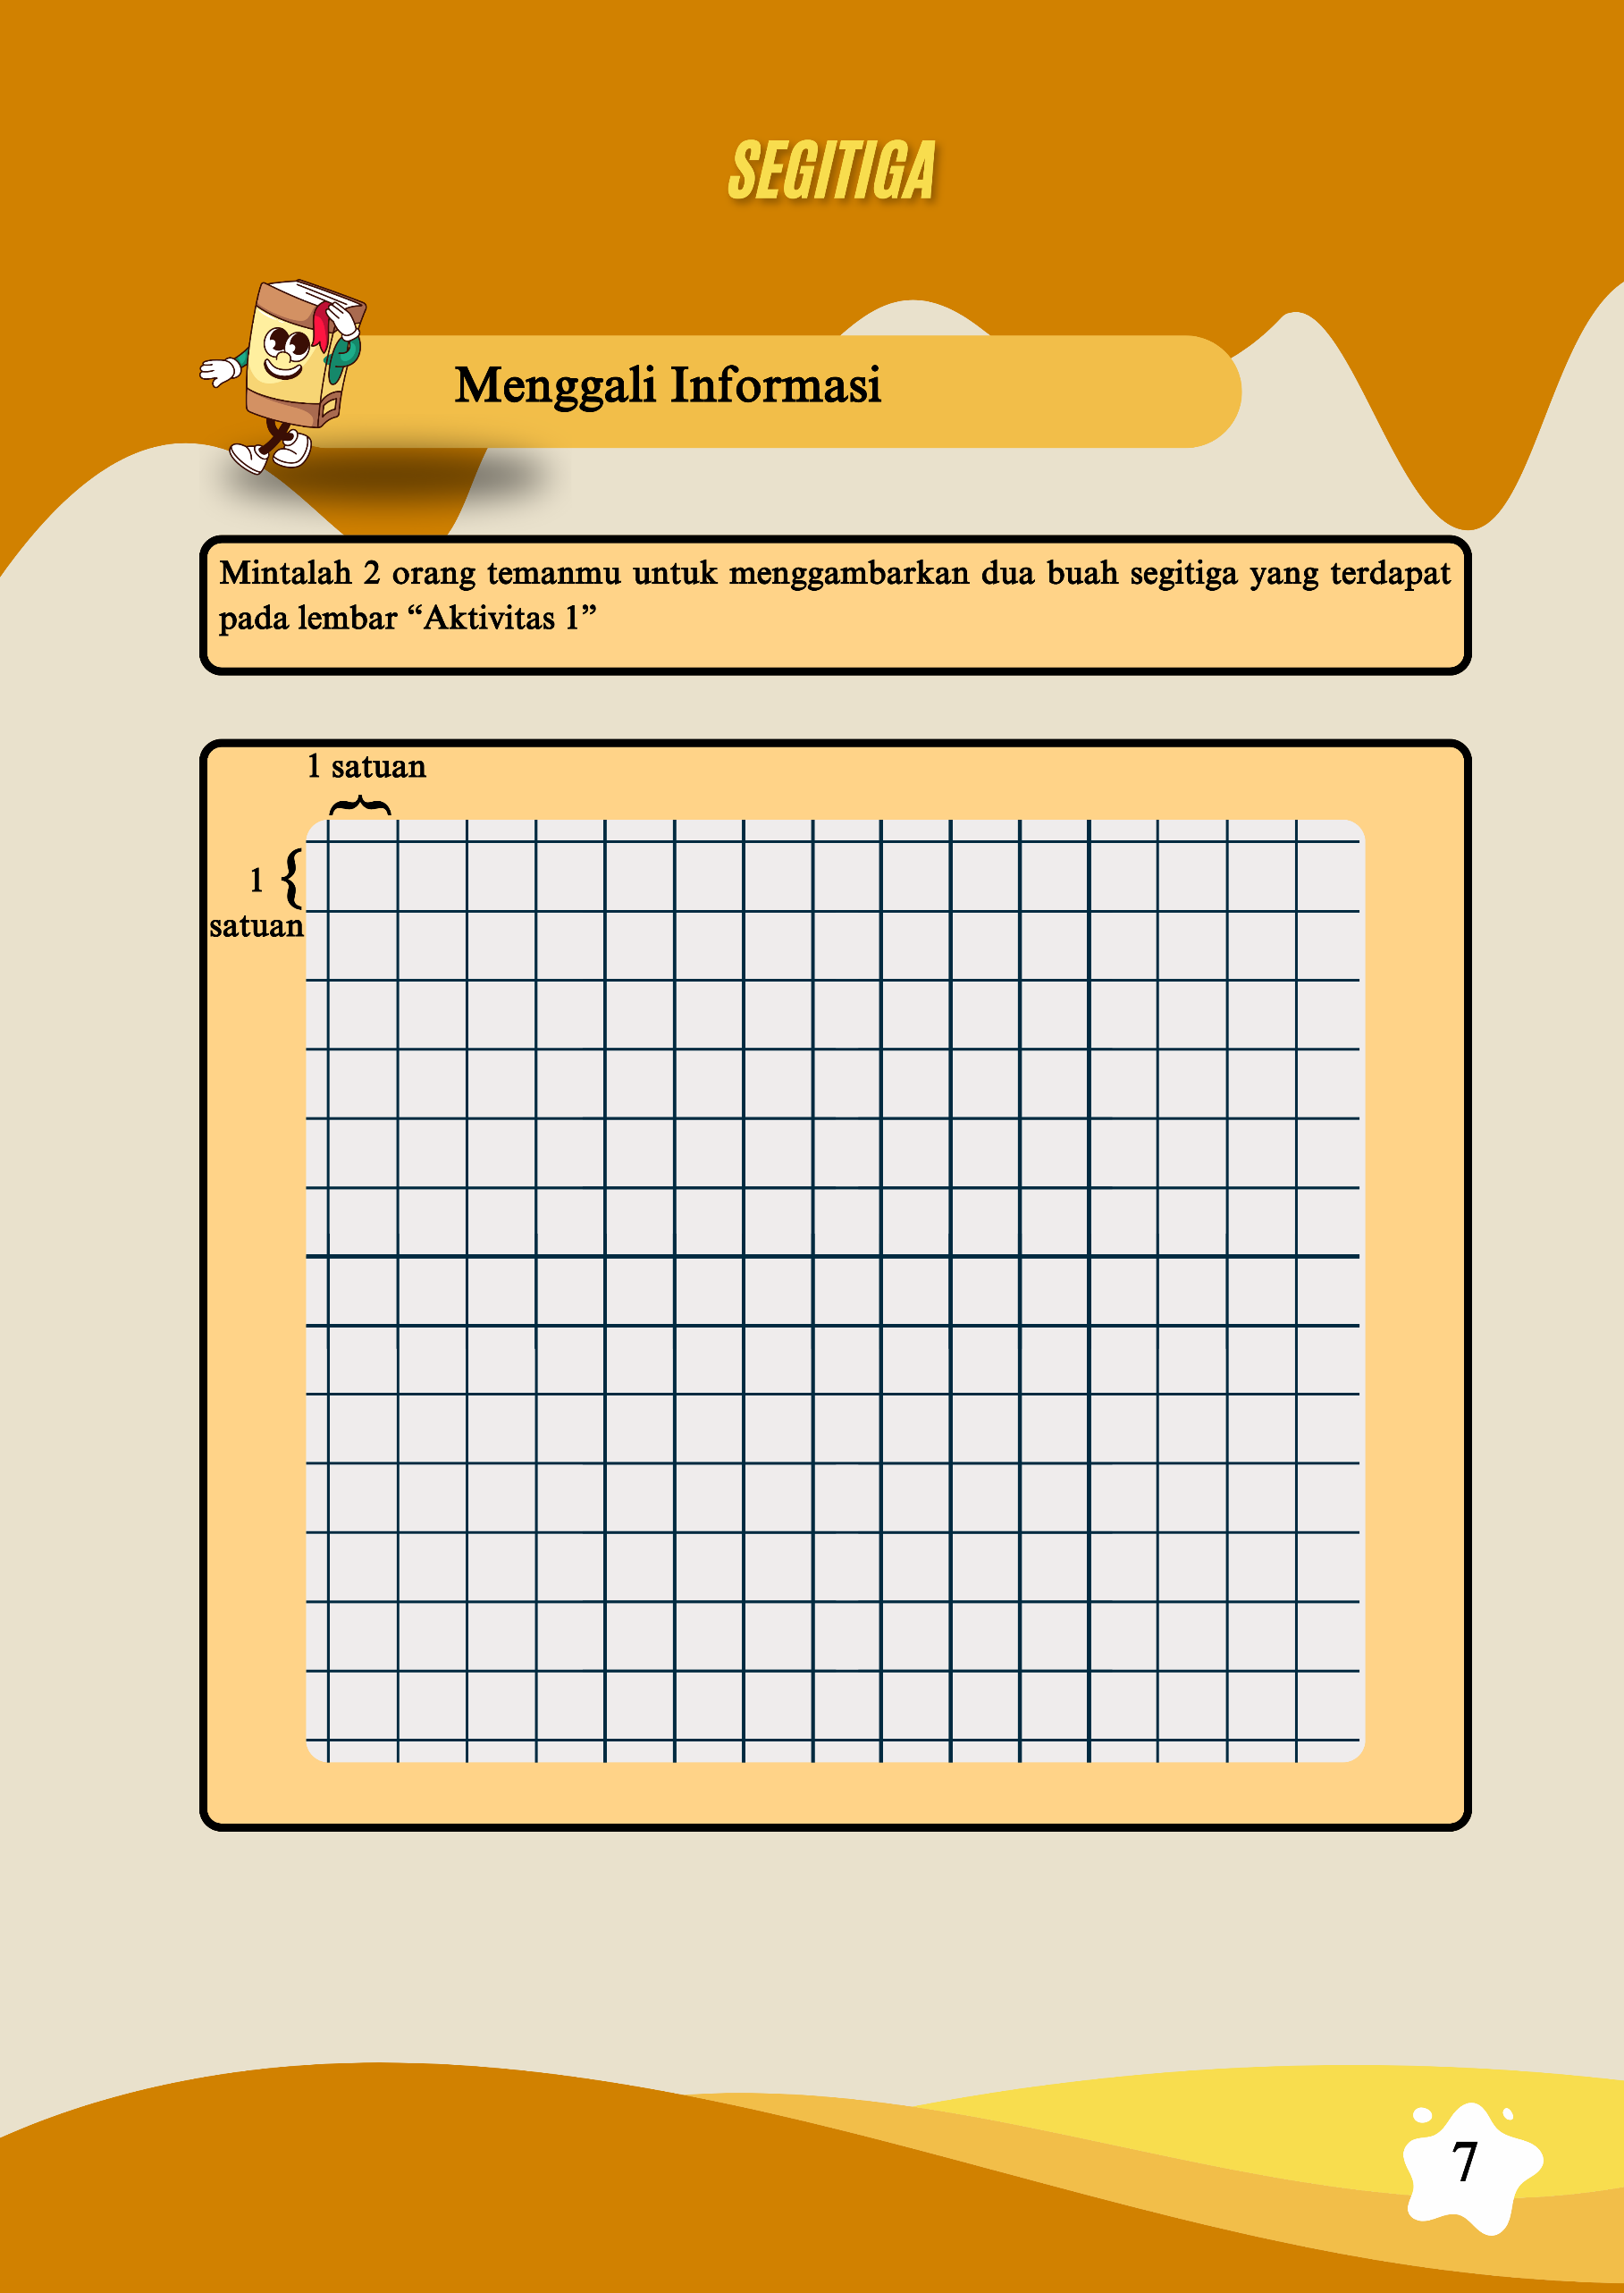 SEGITIGA
Menggali Informasi
Mintalah 2 orang temanmu untuk menggambarkan dua buah segitiga yang terdapat
pada lembar “Aktivitas 1”
1 satuan
1
satuan
7